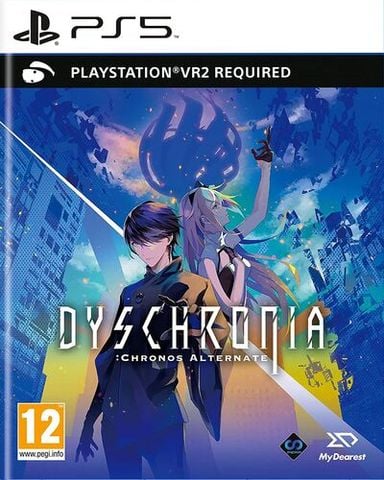 PS5
PLAYSTATION®VR2 REQUIRED
DYSCHRONIA
:CHRONOS ALTERNATE
12
www.pegi.info
MyDearest